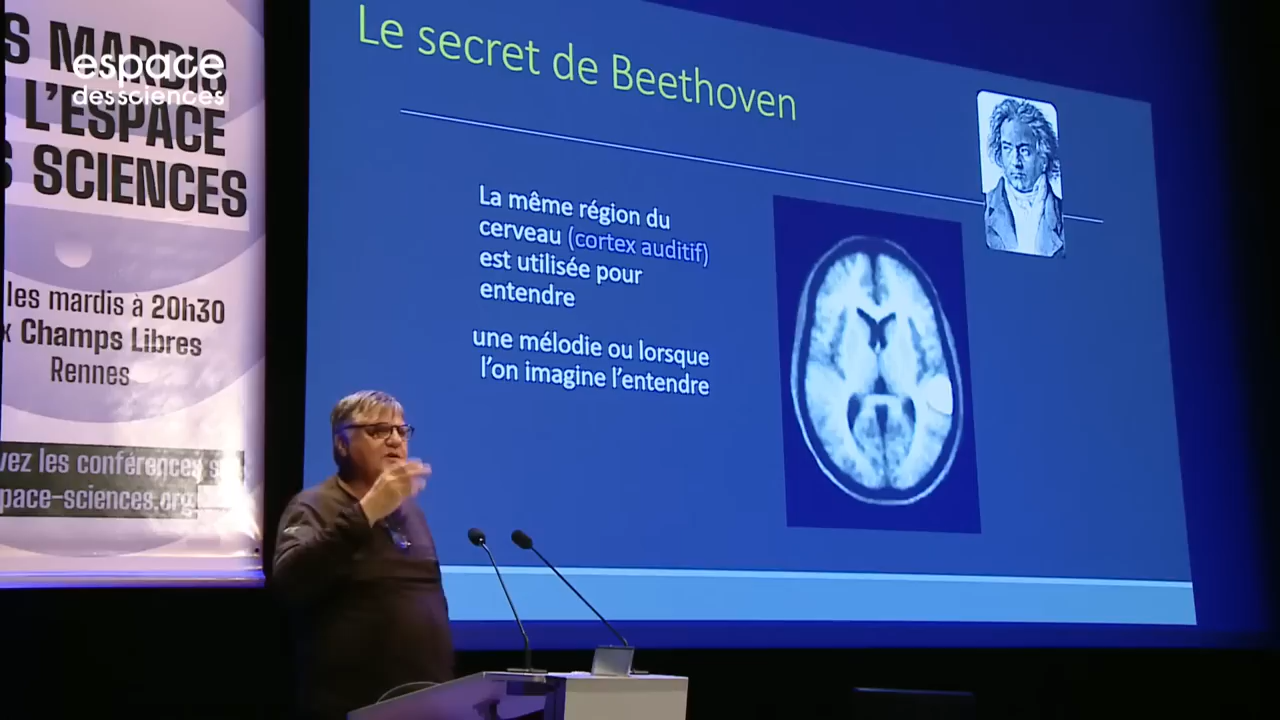 S MARDIS
L'ESPACE
S SCIENCES
espace
des sciences
les mardis à 20h30
Champs Libres
Rennes
vez les conférences s
pace-sciences.org
Le secret de Beethoven
La même région du
cerveau (cortex auditif)
est utilisée pour
entendre
une mélodie ou lorsque
l'on imagine l'entendre